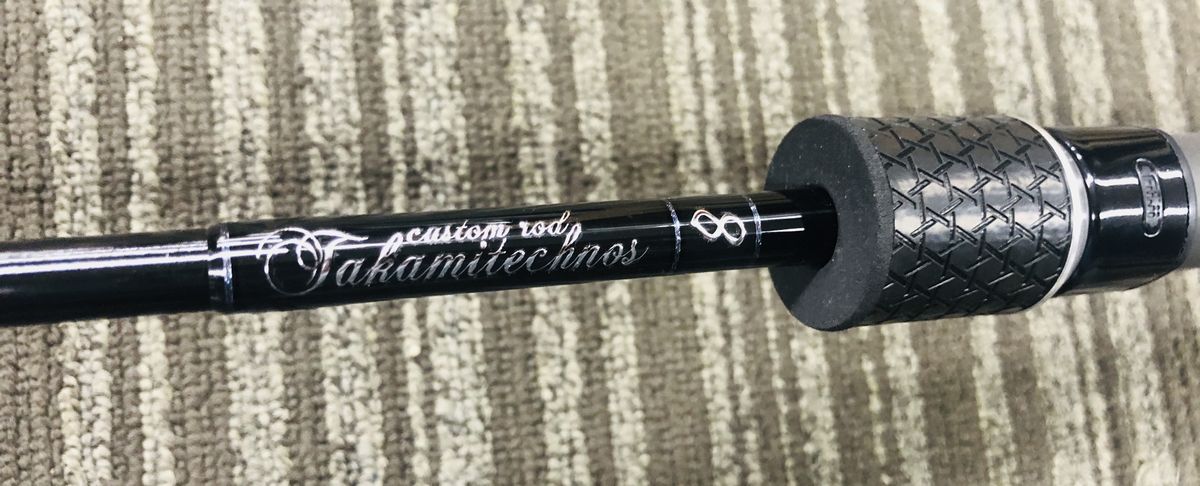 custom rod
Takamitechnos
8